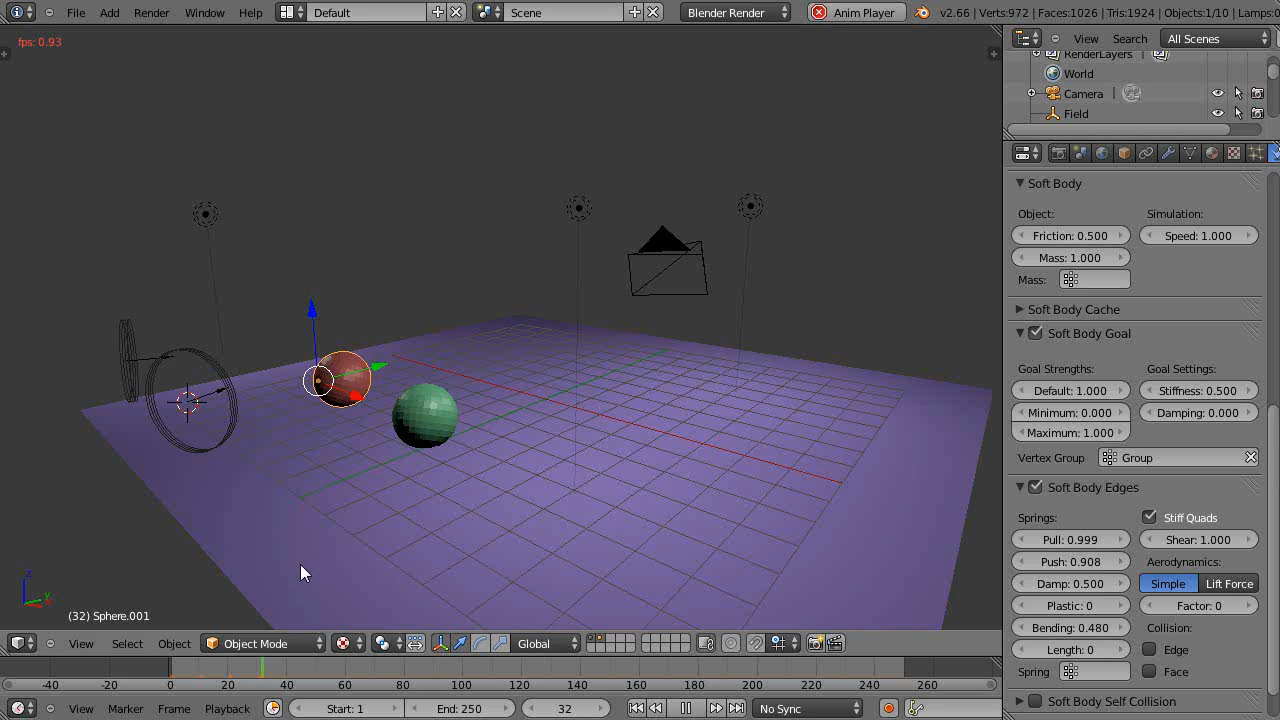 File Add Render Window Help Default Scene Blender Render Anim Player v2.66 | Verts:972 | Faces:1026 | Tris:1924 | Objects:1/10 | Lamps:0
fps: 0.93
View Search All Scenes
RenderLayers
World
Camera
Field
Soft Body
Object: Simulation:
Friction: 0.500 Speed: 1.000
Mass: 1.000
Mass:
Soft Body Cache
Soft Body Goal
Goal Strengths: Goal Settings:
Default: 1.000 Stiffness: 0.500
Minimum: 0.000 Damping: 0.000
Maximum: 1.000
Vertex Group Group
Soft Body Edges
Springs: Stiff Quads
Pull: 0.999 Shear: 1.000
Push: 0.908 Aerodynamics:
Damp: 0.500 Simple Lift Force
Plastic: 0 Factor: 0
Bending: 0.480 Collision:
Length: 0 Edge
Spring Face
Soft Body Self Collision
z
y
x
(32) Sphere.001
View Select Object Object Mode Global
-40 -20 0 20 40 60 80 100 120 140 160 180 200 220 240 260
View Marker Frame Playback Start: 1 End: 250 32 No Sync